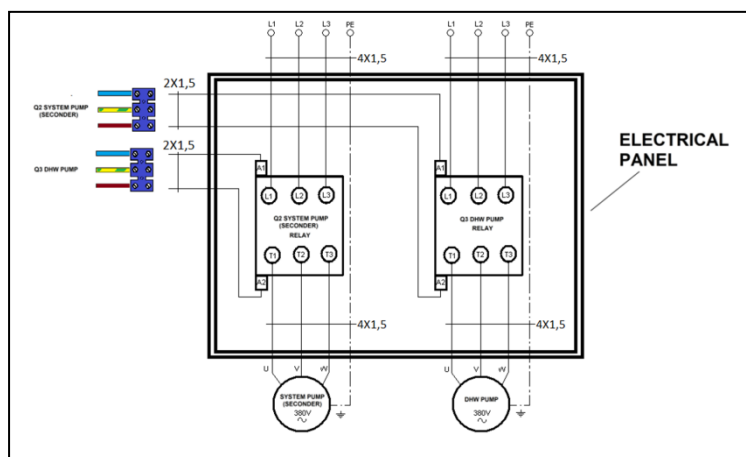 L1 L2 L3 PE L1 L2 L3 PE
4X1,5 4X1,5
2X1,5
Q2 SYSTEM PUMP
(SECONDER)
2X1,5
Q3 DHW PUMP
ELECTRICAL
PANEL
A1 A1
L1 L2 L3 L1 L2 L3
Q2 SYSTEM PUMP
(SECONDER)
RELAY
Q3 DHW PUMP
RELAY
T1 T2 T3 T1 T2 T3
A2 A2
4X1,5 4X1,5
U V W U V W
SYSTEM PUMP
(SECONDER)
380V
DHW PUMP
380V